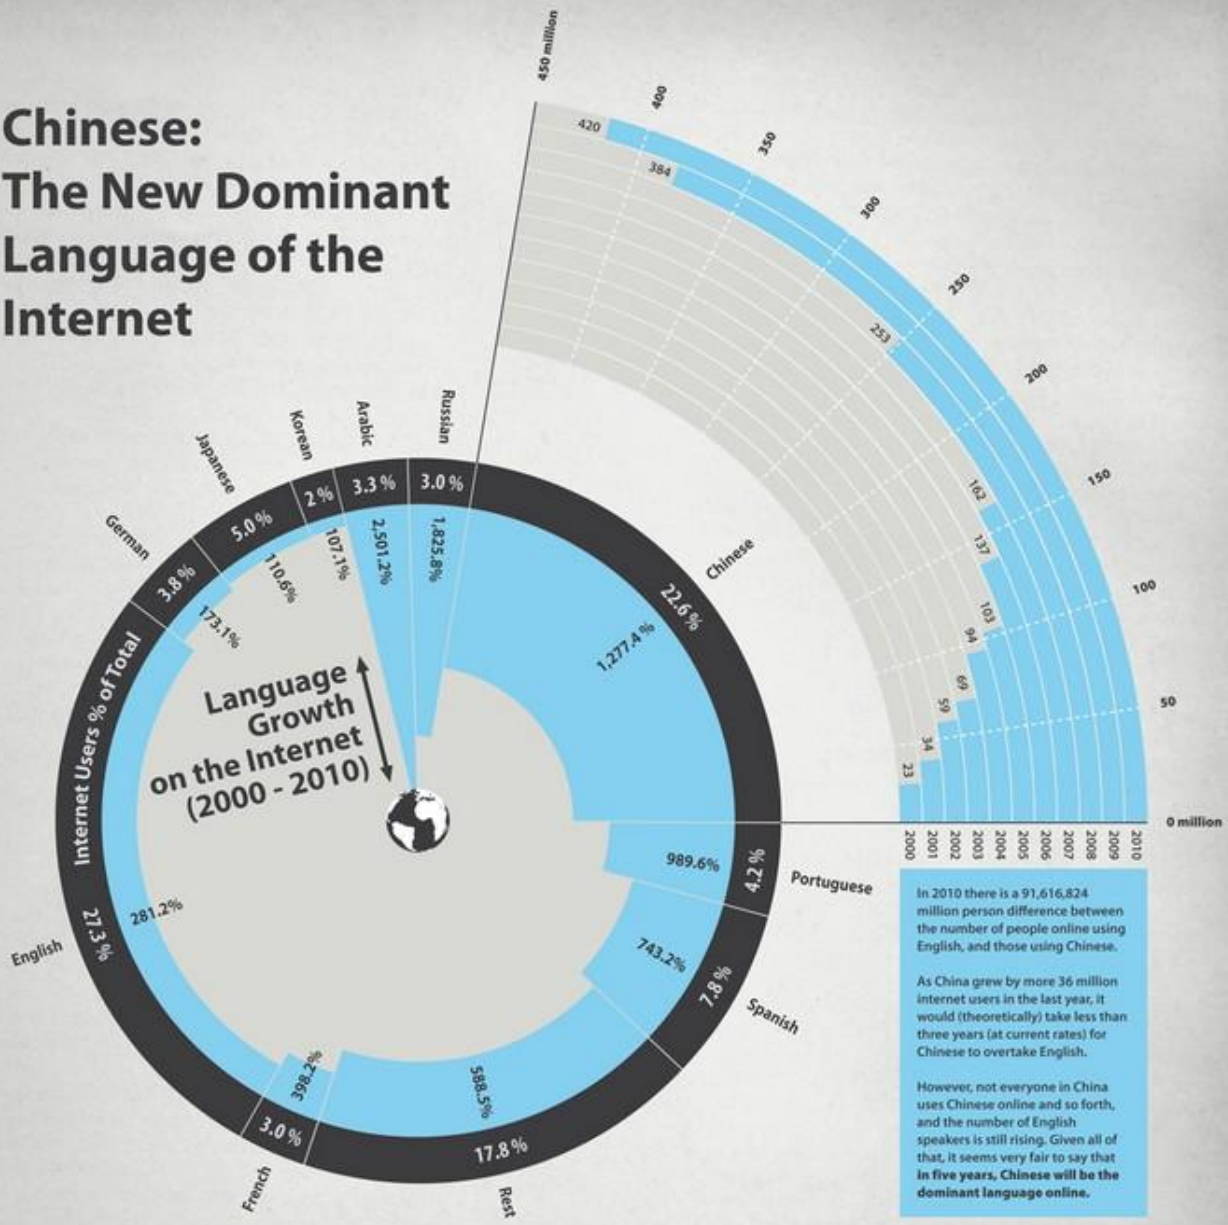 Chinese:
The New Dominant
Language of the
Internet
450 million
400
350
300
250
200
150
100
50
0 million
420
384
253
162
137
103
94
69
59
34
23
2000
2001
2002
2003
2004
2005
2006
2007
2008
2009
2010
Internet Users % of Total
Language
Growth
on the Internet
(2000 - 2010)
Chinese
22.6 %
1,277.4 %
Portuguese
4.2 %
989.6%
Spanish
7.8 %
743.2%
Rest
17.8 %
588.5%
French
3.0 %
398.2%
English
27.3 %
281.2%
German
3.8 %
173.1%
Japanese
5.0 %
110.6%
Korean
2 %
107.1%
Arabic
3.3 %
2,501.2%
Russian
3.0 %
1,825.8%
In 2010 there is a 91,616,824
million person difference between
the number of people online using
English, and those using Chinese.
As China grew by more 36 million
internet users in the last year, it
would (theoretically) take less than
three years (at current rates) for
Chinese to overtake English.
However, not everyone in China
uses Chinese online and so forth,
and the number of English
speakers is still rising. Given all of
that, it seems very fair to say that
in five years, Chinese will be the
dominant language online.